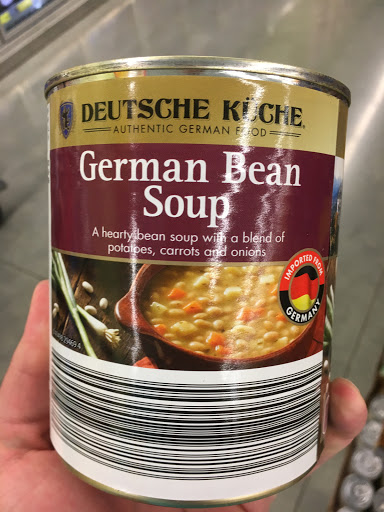 DEUTSCHE KÜCHE®
AUTHENTIC GERMAN FOOD
German Bean
Soup
A hearty bean soup with a blend of
potatoes, carrots and onions
IMPORTED FROM
GERMANY